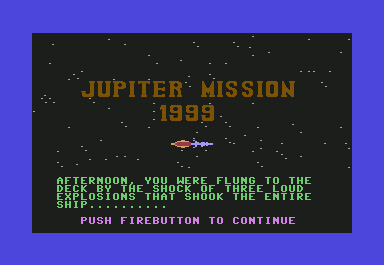 JUPITER MISSION
1999
AFTERNOON, YOU WERE FLUNG TO THE
DECK BY THE SHOCK OF THREE LOUD
EXPLOSIONS THAT SHOOK THE ENTIRE
SHIP..........
PUSH FIREBUTTON TO CONTINUE